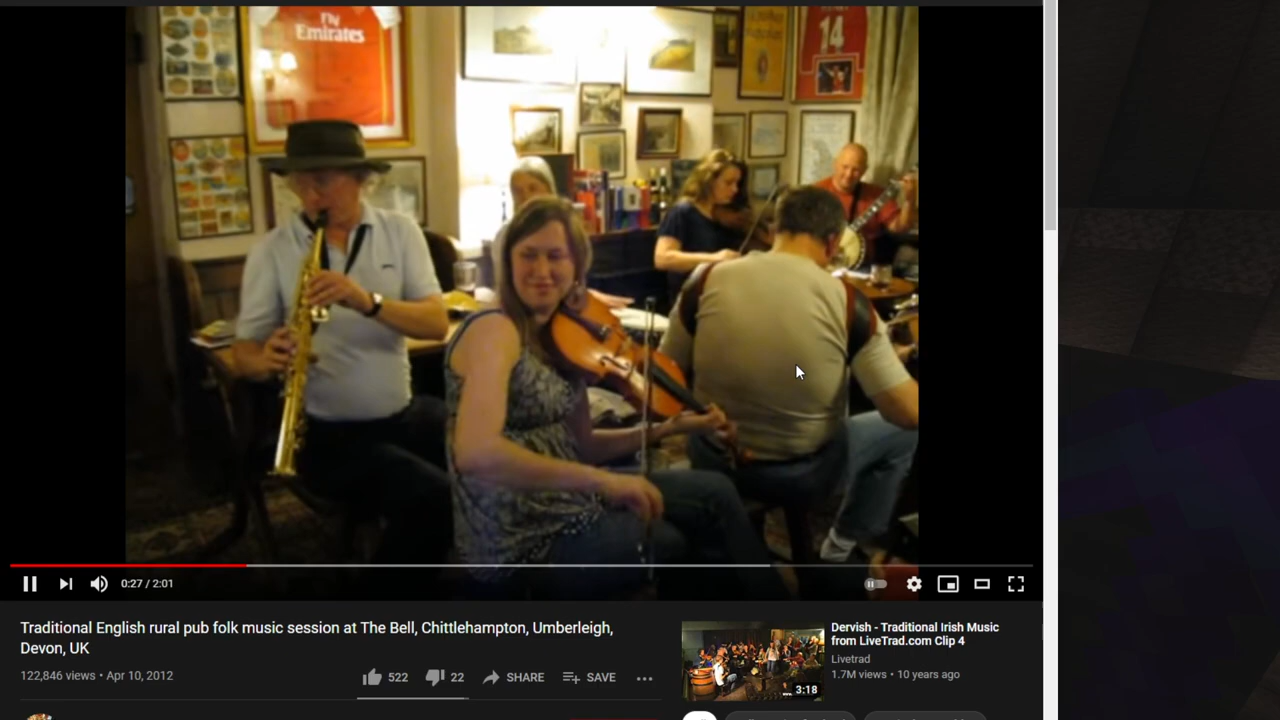 Fly
Emirates
14
0:27 / 2:01
Traditional English rural pub folk music session at The Bell, Chittlehampton, Umberleigh,
Devon, UK
122,846 views • Apr 10, 2012
522
22
SHARE
SAVE
Dervish - Traditional Irish Music
from LiveTrad.com Clip 4
Livetrad
1.7M views • 10 years ago
3:18